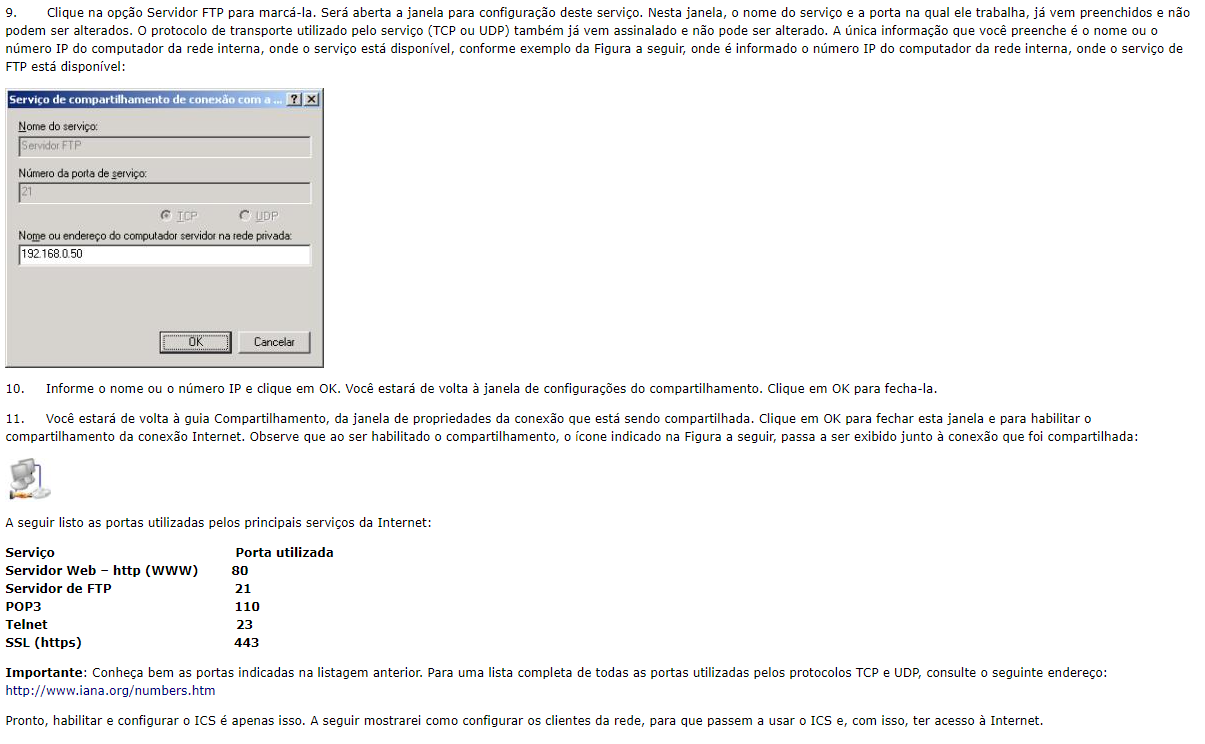 9. Clique na opção Servidor FTP para marcá-la. Será aberta a janela para configuração deste serviço. Nesta janela, o nome do serviço e a porta na qual ele trabalha, já vem preenchidos e não
podem ser alterados. O protocolo de transporte utilizado pelo serviço (TCP ou UDP) também já vem assinalado e não pode ser alterado. A única informação que você preenche é o nome ou o
número IP do computador da rede interna, onde o serviço está disponível, conforme exemplo da Figura a seguir, onde é informado o número IP do computador da rede interna, onde o serviço de
FTP está disponível:
Serviço de compartilhamento de conexão com a ...
Nome do serviço:
Servidor FTP
Número da porta de serviço:
21
TCP UDP
Nome ou endereço do computador servidor na rede privada:
192.168.0.50
OK Cancelar
10. Informe o nome ou o número IP e clique em OK. Você estará de volta à janela de configurações do compartilhamento. Clique em OK para fecha-la.
11. Você estará de volta à guia Compartilhamento, da janela de propriedades da conexão que está sendo compartilhada. Clique em OK para fechar esta janela e para habilitar o
compartilhamento da conexão Internet. Observe que ao ser habilitado o compartilhamento, o ícone indicado na Figura a seguir, passa a ser exibido junto à conexão que foi compartilhada:
A seguir listo as portas utilizadas pelos principais serviços da Internet:
Serviço Porta utilizada
Servidor Web – http (WWW) 80
Servidor de FTP 21
POP3 110
Telnet 23
SSL (https) 443
Importante: Conheça bem as portas indicadas na listagem anterior. Para uma lista completa de todas as portas utilizadas pelos protocolos TCP e UDP, consulte o seguinte endereço:
http://www.iana.org/numbers.htm
Pronto, habilitar e configurar o ICS é apenas isso. A seguir mostrarei como configurar os clientes da rede, para que passem a usar o ICS e, com isso, ter acesso à Internet.